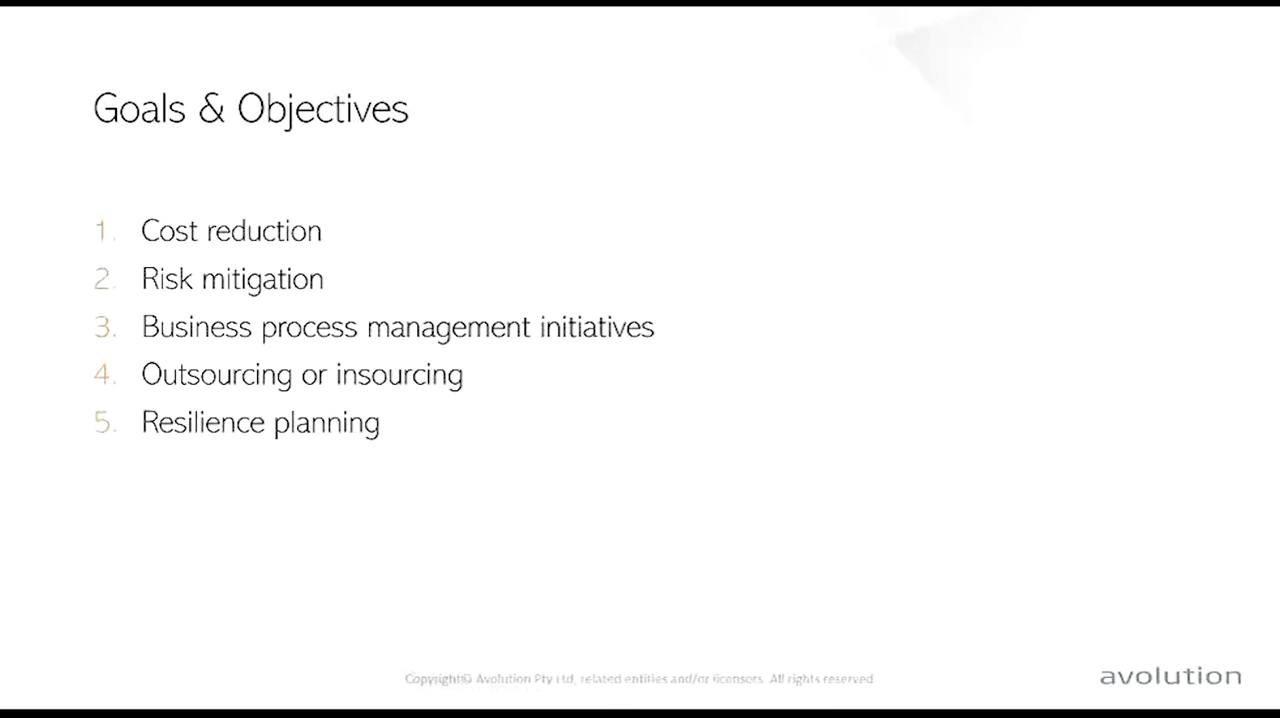 Goals & Objectives
1. Cost reduction
2. Risk mitigation
3. Business process management initiatives
4. Outsourcing or insourcing
5. Resilience planning
Copyright© Avolution Pty Ltd, related entities and/or licensors. All rights reserved
avolution